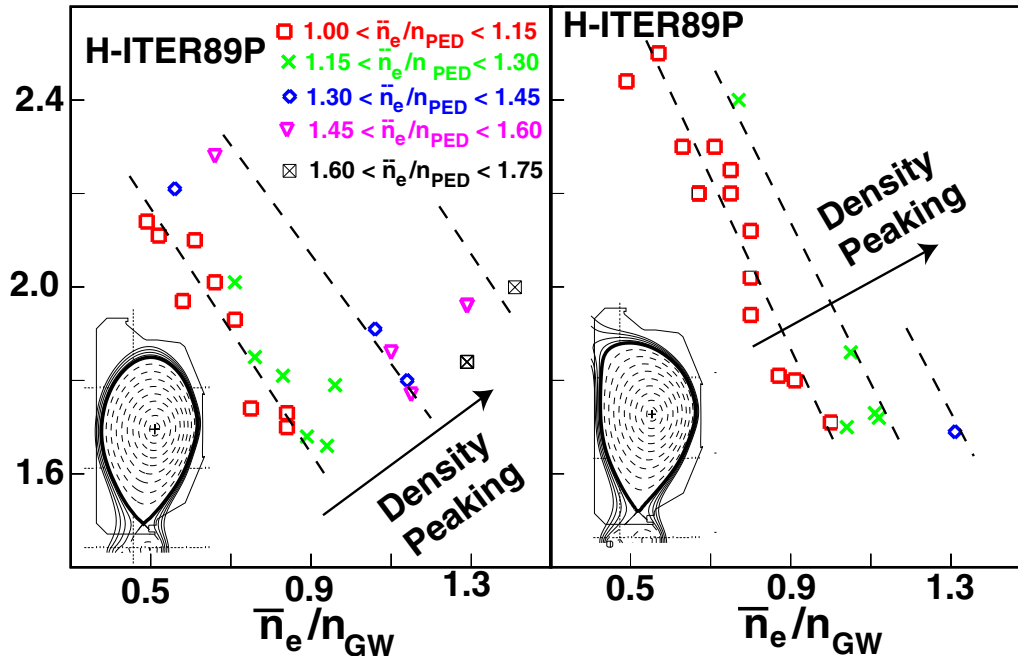 H-ITER89P
1.00 < n̅e/nPED < 1.15
1.15 < n̅e/nPED < 1.30
1.30 < n̅e/nPED < 1.45
1.45 < n̅e/nPED < 1.60
1.60 < n̅e/nPED < 1.75
2.4
2.0
1.6
Density
Peaking
0.5 0.9 1.3
n̅e/nGW
H-ITER89P
Density
Peaking
0.5 0.9 1.3
n̅e/nGW